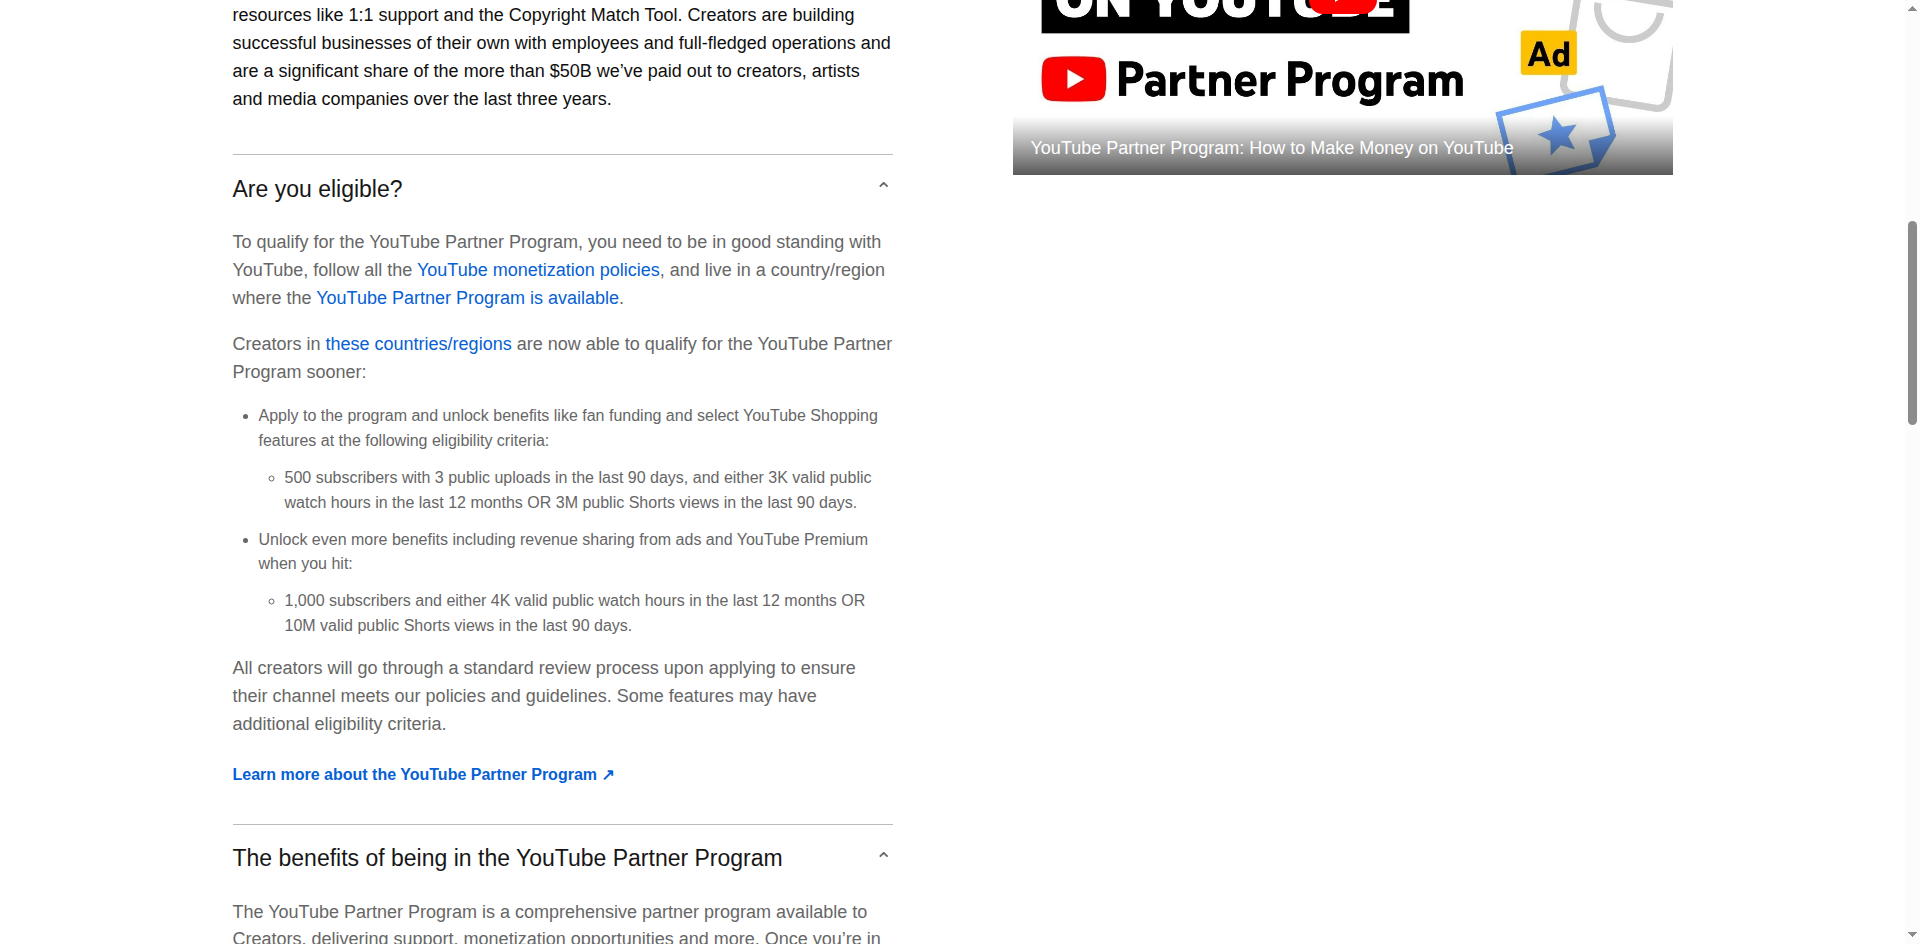 resources like 1:1 support and the Copyright Match Tool. Creators are building
successful businesses of their own with employees and full-fledged operations and
are a significant share of the more than $50B we’ve paid out to creators, artists
and media companies over the last three years.
Are you eligible?
To qualify for the YouTube Partner Program, you need to be in good standing with
YouTube, follow all the YouTube monetization policies, and live in a country/region
where the YouTube Partner Program is available.
Creators in these countries/regions are now able to qualify for the YouTube Partner
Program sooner:
• Apply to the program and unlock benefits like fan funding and select YouTube Shopping
features at the following eligibility criteria:
◦ 500 subscribers with 3 public uploads in the last 90 days, and either 3K valid public
watch hours in the last 12 months OR 3M public Shorts views in the last 90 days.
• Unlock even more benefits including revenue sharing from ads and YouTube Premium
when you hit:
◦ 1,000 subscribers and either 4K valid public watch hours in the last 12 months OR
10M valid public Shorts views in the last 90 days.
All creators will go through a standard review process upon applying to ensure
their channel meets our policies and guidelines. Some features may have
additional eligibility criteria.
Learn more about the YouTube Partner Program ↗
The benefits of being in the YouTube Partner Program
The YouTube Partner Program is a comprehensive partner program available to
Creators, delivering support, monetization opportunities and more. Once you’re in
ON YOUTUBE
Partner Program
Ad
YouTube Partner Program: How to Make Money on YouTube